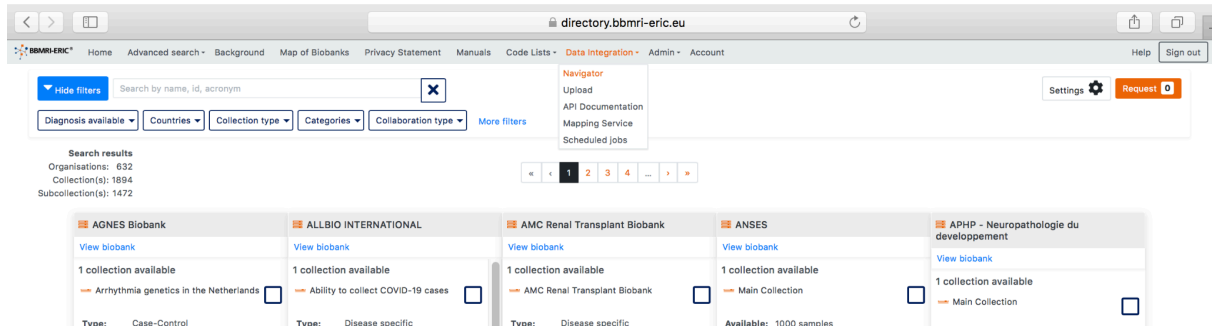 directory.bbmri-eric.eu
BBMRI-ERIC® Home Advanced search Background Map of Biobanks Privacy Statement Manuals Code Lists Data Integration Admin Account Help Sign out
Navigator
Upload
API Documentation
Mapping Service
Scheduled jobs
Hide filters Search by name, id, acronym Settings Request 0
Diagnosis available Countries Collection type Categories Collaboration type More filters
Search results
Organisations: 632
Collection(s): 1894
Subcollection(s): 1472
« ‹ 1 2 3 4 ... › »
AGNES Biobank
View biobank
1 collection available
Arrhythmia genetics in the Netherlands
Type: Case-Control
ALLBIO INTERNATIONAL
View biobank
1 collection available
Ability to collect COVID-19 cases
Type: Disease specific
AMC Renal Transplant Biobank
View biobank
1 collection available
AMC Renal Transplant Biobank
Type: Disease specific
ANSES
View biobank
1 collection available
Main Collection
Available: 1000 samples
APHP - Neuropathologie du
developpement
View biobank
1 collection available
Main Collection